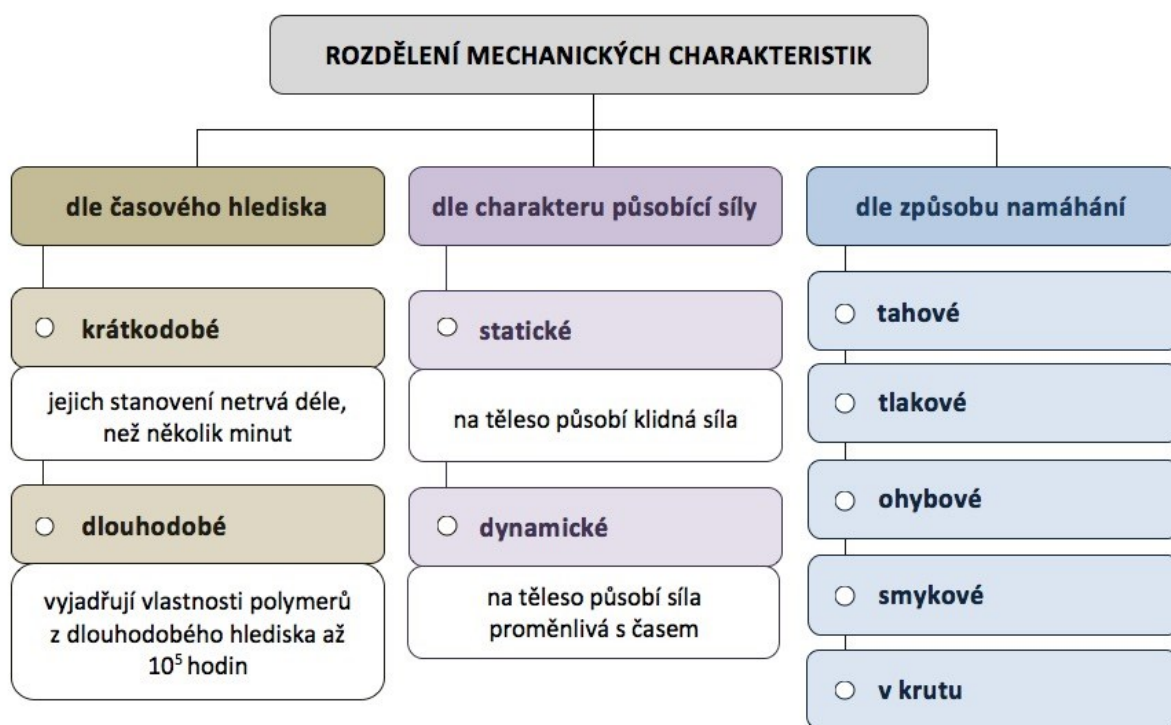 ROZDĚLENÍ MECHANICKÝCH CHARAKTERISTIK
dle časového hlediska
krátkodobé
jejich stanovení netrvá déle,
než několik minut
dlouhodobé
vyjadřují vlastnosti polymerů
z dlouhodobého hlediska až
10⁵ hodin
dle charakteru působící síly
statické
na těleso působí klidná síla
dynamické
na těleso působí síla
proměnlivá s časem
dle způsobu namáhání
tahové
tlakové
ohybové
smykové
v krutu